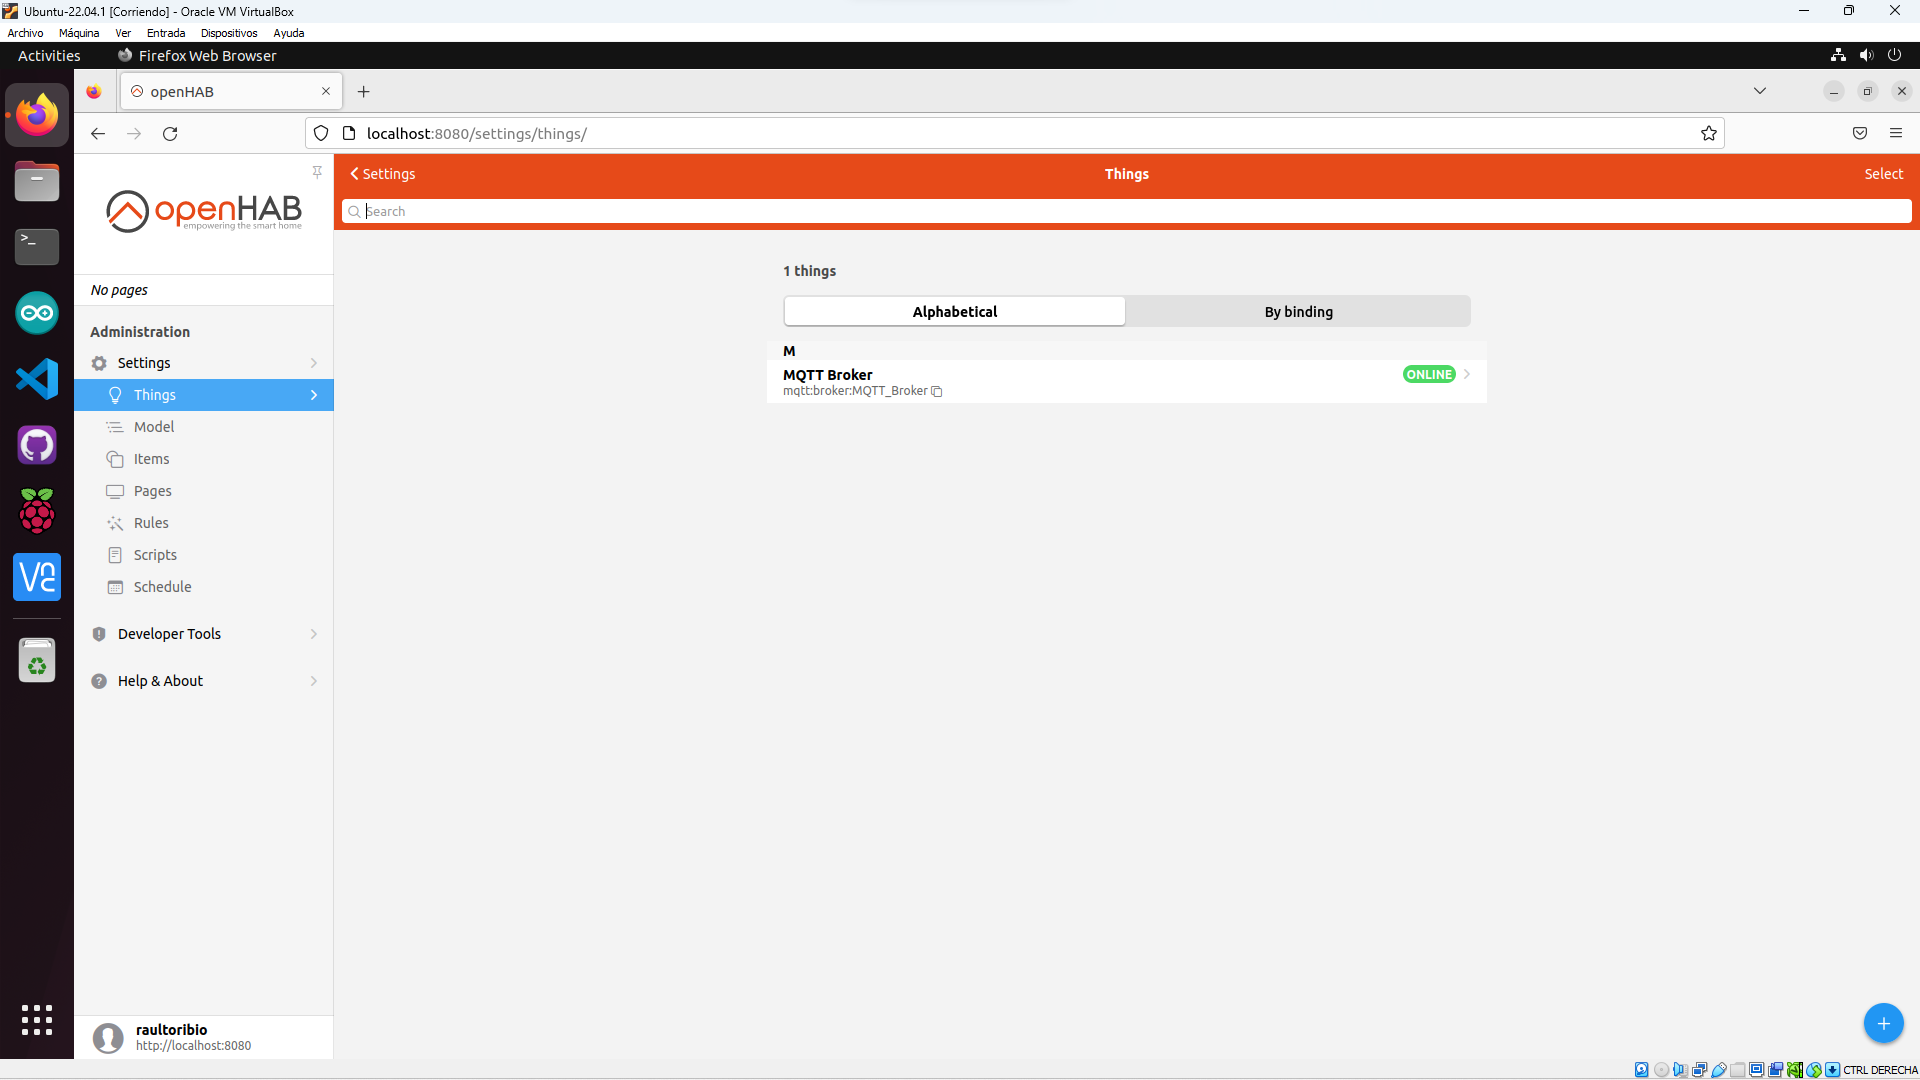 Ubuntu-22.04.1 [Corriendo] - Oracle VM VirtualBox
Archivo Máquina Ver Entrada Dispositivos Ayuda
Activities Firefox Web Browser
openHAB
localhost:8080/settings/things/
openHAB
empowering the smart home
No pages
Administration
Settings
Things
Model
Items
Pages
Rules
Scripts
Schedule
Developer Tools
Help & About
raultoribio
http://localhost:8080
Settings Things Select
Search
1 things
Alphabetical By binding
M
MQTT Broker ONLINE
mqtt:broker:MQTT_Broker
CTRL DERECHA